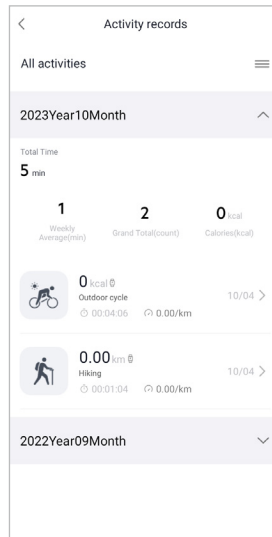 Activity records
All activities
2023Year10Month
Total Time
5 min
1 2 0 kcal
Weekly Average(min) Grand Total(count) Calories(kcal)
0 kcal
Outdoor cycle 10/04
00:04:06 0.00/km
0.00 km
Hiking 10/04
00:01:04 0.00/km
2022Year09Month